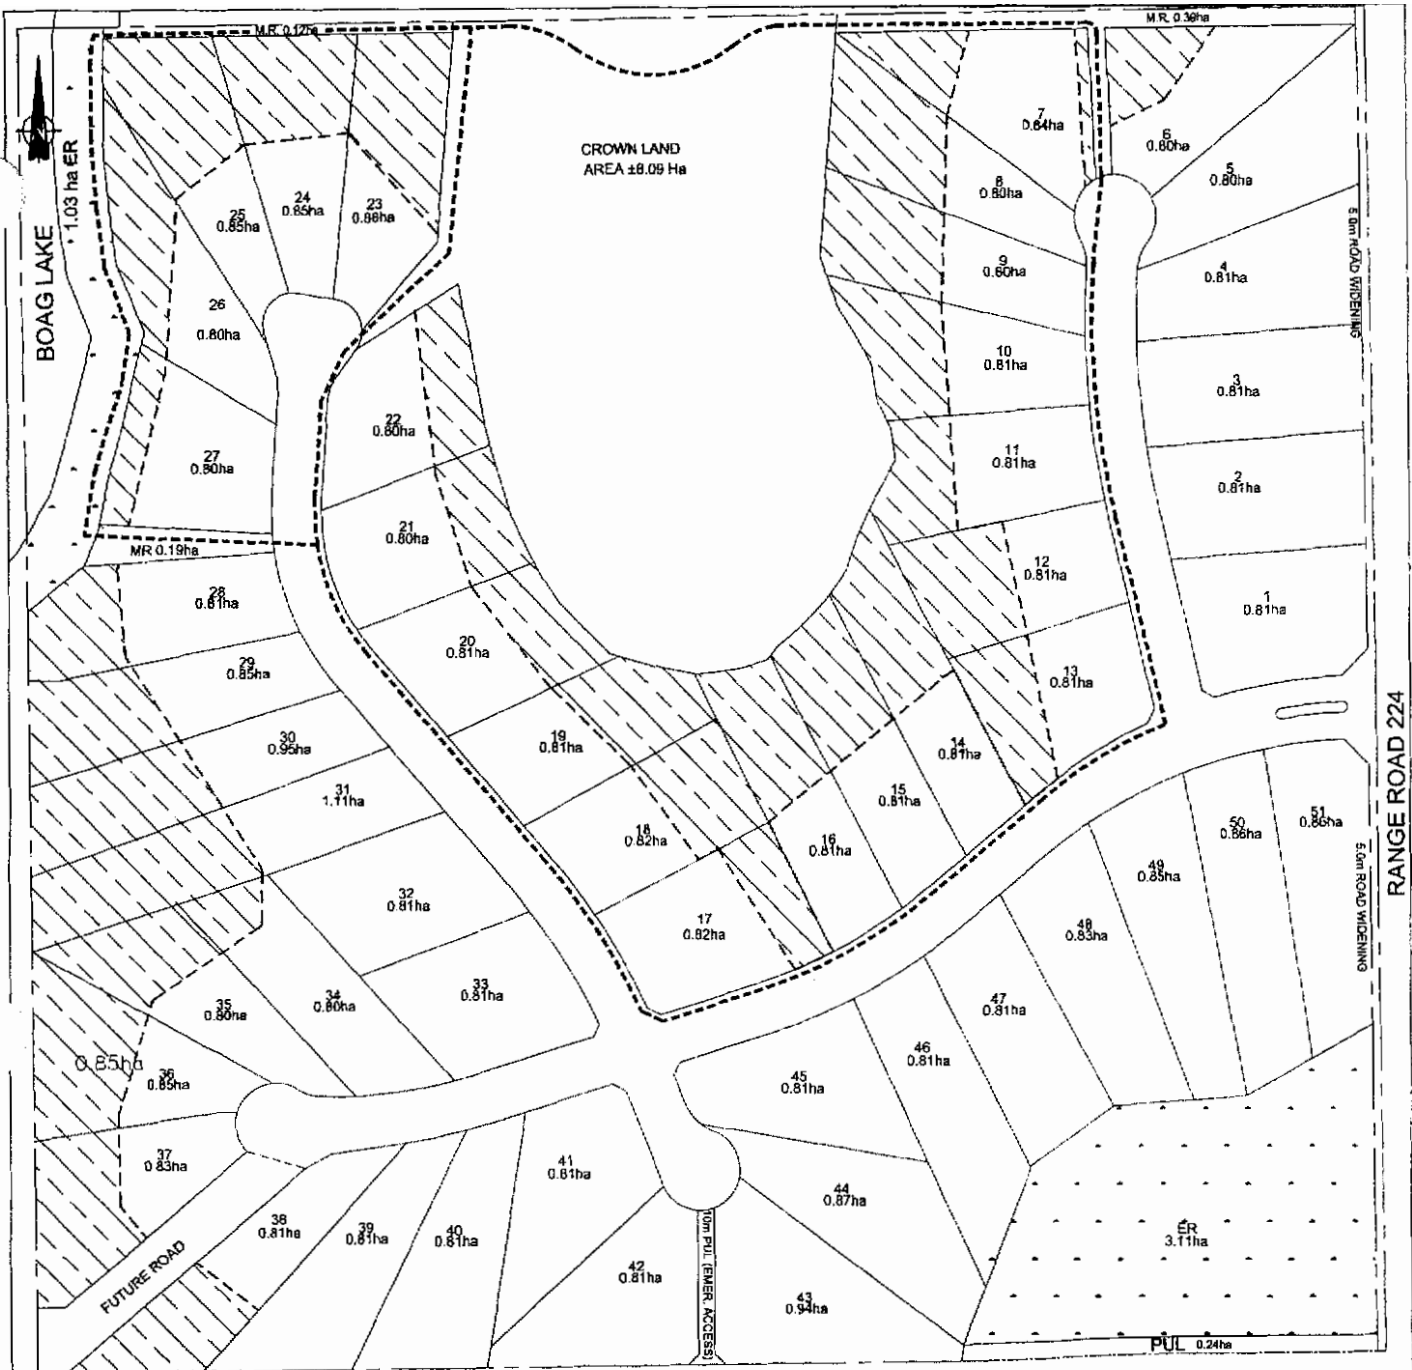 M.R. 0.12ha
M.R. 0.39ha
BOAG LAKE
1.03 ha ER
CROWN LAND
AREA ±8.09 Ha
7
0.84ha
6
0.80ha
5
0.80ha
8
0.80ha
25
0.85ha
24
0.85ha
23
0.88ha
9
0.80ha
4
0.81ha
5.0m ROAD WIDENING
26
0.80ha
10
0.81ha
3
0.81ha
22
0.80ha
27
0.80ha
11
0.81ha
2
0.81ha
21
0.80ha
MR 0.19ha
12
0.81ha
28
0.81ha
1
0.81ha
20
0.81ha
29
0.85ha
13
0.81ha
RANGE ROAD 224
30
0.95ha
19
0.81ha
14
0.81ha
31
1.11ha
15
0.81ha
18
0.82ha
16
0.81ha
50
0.86ha
51
0.86ha
49
0.85ha
5.0m ROAD WIDENING
32
0.81ha
17
0.82ha
48
0.83ha
33
0.81ha
34
0.80ha
35
0.80ha
47
0.81ha
0.85ha
36
0.85ha
46
0.81ha
45
0.81ha
37
0.83ha
41
0.81ha
44
0.87ha
38
0.81ha
39
0.81ha
40
0.81ha
ER
3.11ha
FUTURE ROAD
42
0.81ha
10m PUL (EMER. ACCESS)
43
0.94ha
PUL 0.24ha